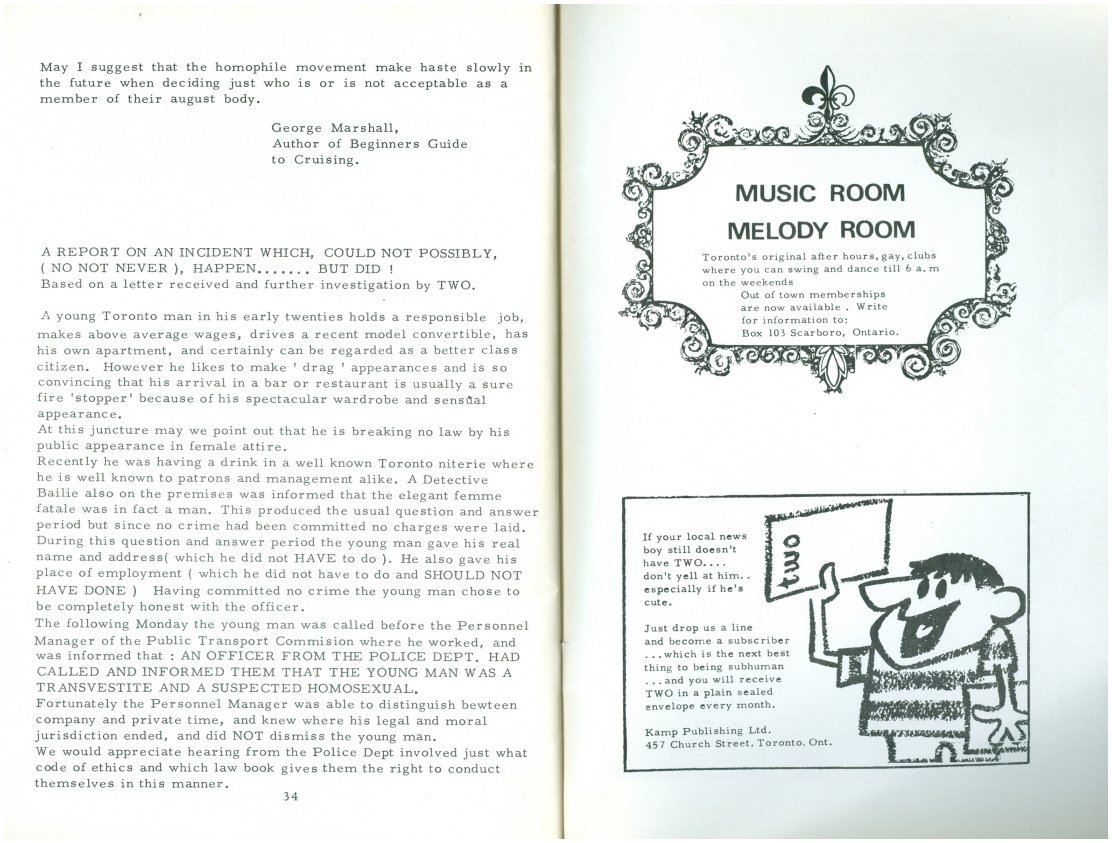 May I suggest that the homophile movement make haste slowly in
the future when deciding just who is or is not acceptable as a
member of their august body.
George Marshall,
Author of Beginners Guide
to Cruising.
A REPORT ON AN INCIDENT WHICH, COULD NOT POSSIBLY,
( NO NOT NEVER ), HAPPEN....... BUT DID !
Based on a letter received and further investigation by TWO.
A young Toronto man in his early twenties holds a responsible job,
makes above average wages, drives a recent model convertible, has
his own apartment, and certainly can be regarded as a better class
citizen. However he likes to make ' drag ' appearances and is so
convincing that his arrival in a bar or restaurant is usually a sure
fire 'stopper' because of his spectacular wardrobe and sensual
appearance.
At this juncture may we point out that he is breaking no law by his
public appearance in female attire.
Recently he was having a drink in a well known Toronto niterie where
he is well known to patrons and management alike. A Detective
Bailie also on the premises was informed that the elegant femme
fatale was in fact a man. This produced the usual question and answer
period but since no crime had been committed no charges were laid.
During this question and answer period the young man gave his real
name and address( which he did not HAVE to do ). He also gave his
place of employment ( which he did not have to do and SHOULD NOT
HAVE DONE ) Having committed no crime the young man chose to
be completely honest with the officer.
The following Monday the young man was called before the Personnel
Manager of the Public Transport Commision where he worked, and
was informed that : AN OFFICER FROM THE POLICE DEPT. HAD
CALLED AND INFORMED THEM THAT THE YOUNG MAN WAS A
TRANSVESTITE AND A SUSPECTED HOMOSEXUAL.
Fortunately the Personnel Manager was able to distinguish bewteen
company and private time, and knew where his legal and moral
jurisdiction ended, and did NOT dismiss the young man.
We would appreciate hearing from the Police Dept involved just what
code of ethics and which law book gives them the right to conduct
themselves in this manner.
34
MUSIC ROOM
MELODY ROOM
Toronto's original after hours, gay, clubs
where you can swing and dance till 6 a.m
on the weekends
Out of town memberships
are now available . Write
for information to:
Box 103 Scarboro, Ontario.
If your local news
boy still doesn't
have TWO....
don't yell at him..
especially if he's
cute.
Just drop us a line
and become a subscriber
...which is the next best
thing to being subhuman
...and you will receive
TWO in a plain sealed
envelope every month.
Kamp Publishing Ltd.
457 Church Street, Toronto, Ont.
two